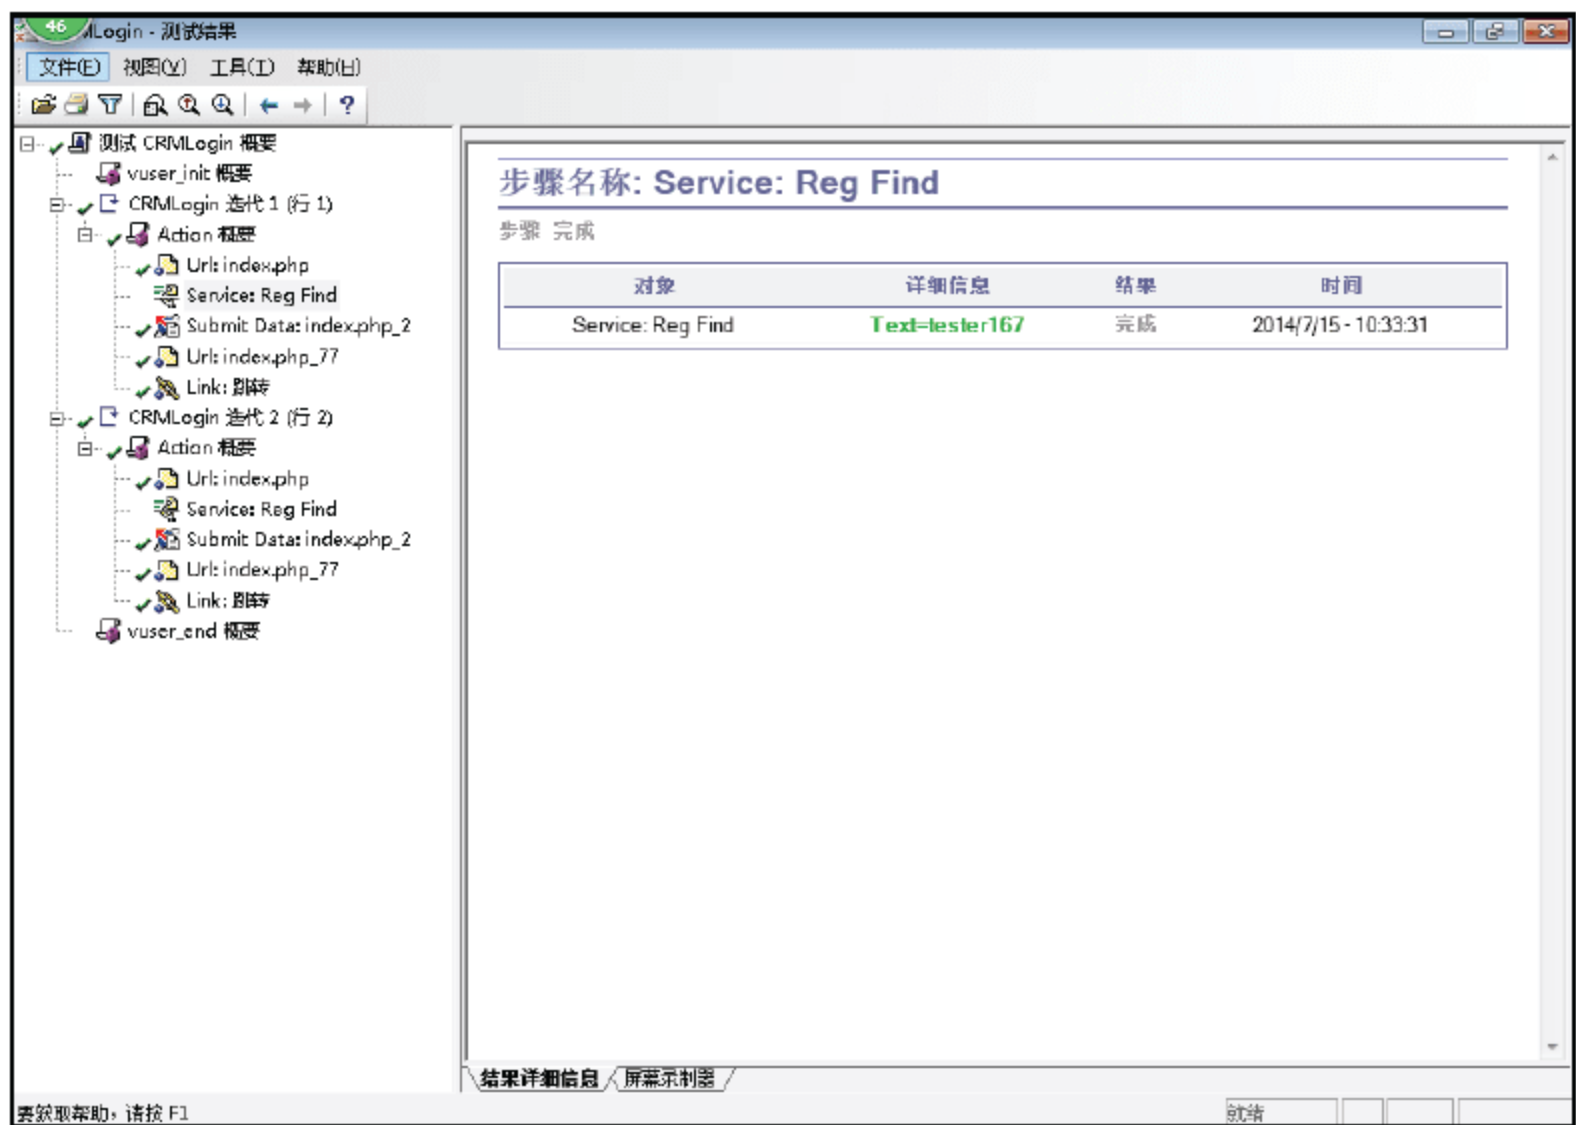 46
MLogin - 测试结果
文件(F) 视图(V) 工具(T) 帮助(H)
?
测试 CRMLogin 概要
vuser_init 概要
CRMLogin 迭代 1 (行 1)
Action 概要
Url: index.php
Service: Reg Find
Submit Data: index.php_2
Url: index.php_77
Link: 跳转
CRMLogin 迭代 2 (行 2)
Action 概要
Url: index.php
Service: Reg Find
Submit Data: index.php_2
Url: index.php_77
Link: 跳转
vuser_end 概要
步骤名称: Service: Reg Find
步骤 完成
对象 详细信息 结果 时间
Service: Reg Find Text=tester167 完成 2014/7/15 - 10:33:31
结果详细信息 屏幕录制器
要获取帮助，请按 F1
就绪